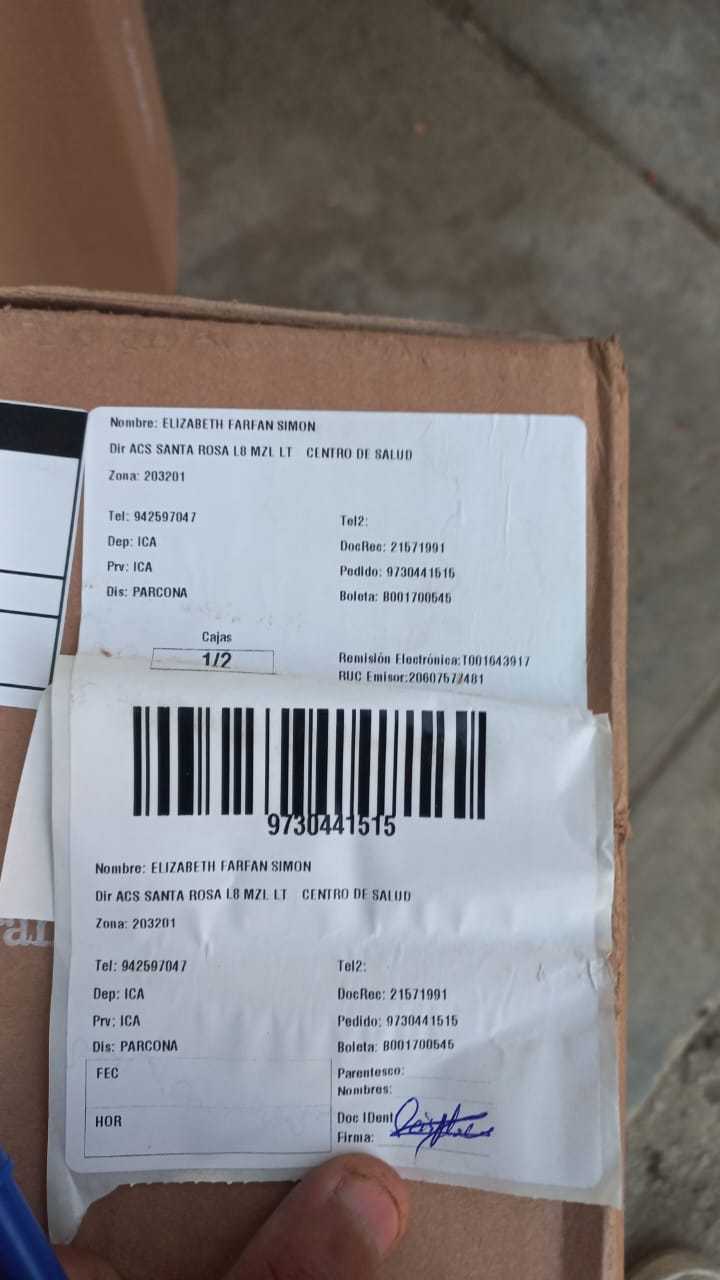 Nombre: ELIZABETH FARFAN SIMON
Dir ACS SANTA ROSA L8 MZL LT CENTRO DE SALUD
Zona: 203201
Tel: 942597047 Tel2:
Dep: ICA DocRec: 21571991
Prv: ICA Pedido: 9730441515
Dis: PARCONA Boleta: B001700545
Cajas
1/2 Remisión Electrónica:T001643917
RUC Emisor:20607577481
9730441515
Nombre: ELIZABETH FARFAN SIMON
Dir ACS SANTA ROSA L8 MZL LT CENTRO DE SALUD
Zona: 203201
Tel: 942597047 Tel2:
Dep: ICA DocRec: 21571991
Prv: ICA Pedido: 9730441515
Dis: PARCONA Boleta: B001700545
FEC Parentesco:
Nombres:
HOR Doc IDent
Firma: